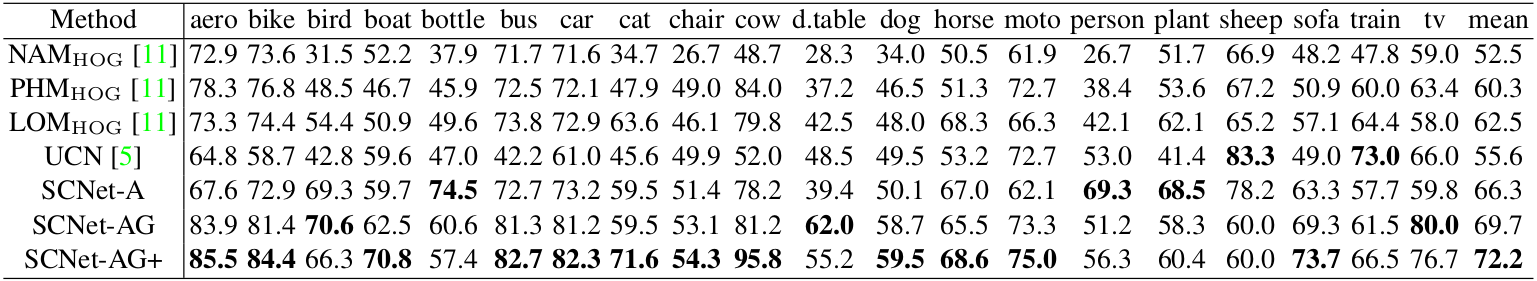 Method aero bike bird boat bottle bus car cat chair cow d.table dog horse moto person plant sheep sofa train tv mean
NAM_HOG [11] 72.9 73.6 31.5 52.2 37.9 71.7 71.6 34.7 26.7 48.7 28.3 34.0 50.5 61.9 26.7 51.7 66.9 48.2 47.8 59.0 52.5
PHM_HOG [11] 78.3 76.8 48.5 46.7 45.9 72.5 72.1 47.9 49.0 84.0 37.2 46.5 51.3 72.7 38.4 53.6 67.2 50.9 60.0 63.4 60.3
LOM_HOG [11] 73.3 74.4 54.4 50.9 49.6 73.8 72.9 63.6 46.1 79.8 42.5 48.0 68.3 66.3 42.1 62.1 65.2 57.1 64.4 58.0 62.5
UCN [5] 64.8 58.7 42.8 59.6 47.0 42.2 61.0 45.6 49.9 52.0 48.5 49.5 53.2 72.7 53.0 41.4 83.3 49.0 73.0 66.0 55.6
SCNet-A 67.6 72.9 69.3 59.7 74.5 72.7 73.2 59.5 51.4 78.2 39.4 50.1 67.0 62.1 69.3 68.5 78.2 63.3 57.7 59.8 66.3
SCNet-AG 83.9 81.4 70.6 62.5 60.6 81.3 81.2 59.5 53.1 81.2 62.0 58.7 65.5 73.3 51.2 58.3 60.0 69.3 61.5 80.0 69.7
SCNet-AG+ 85.5 84.4 66.3 70.8 57.4 82.7 82.3 71.6 54.3 95.8 55.2 59.5 68.6 75.0 56.3 60.4 60.0 73.7 66.5 76.7 72.2